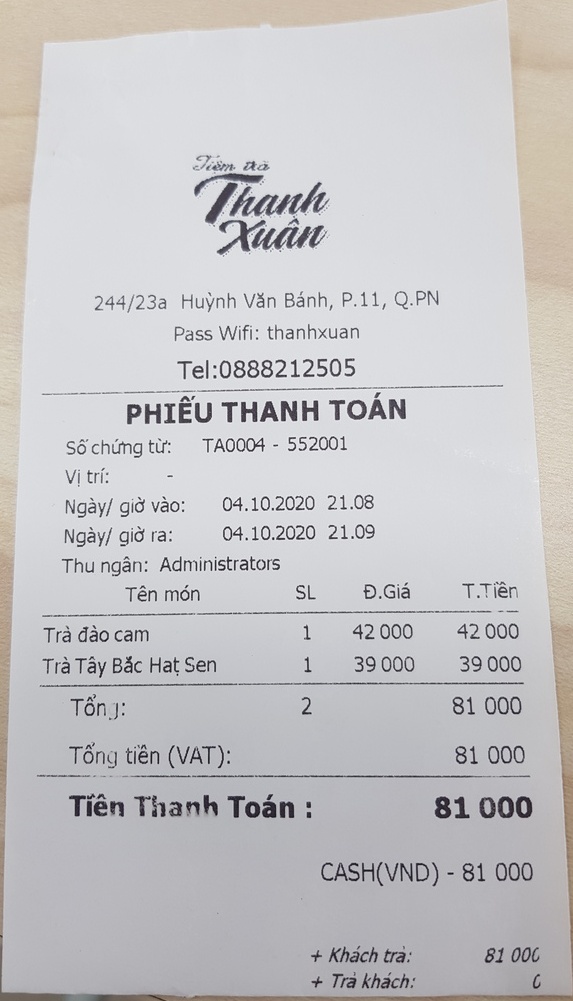 Tiệm trà
Thanh
Xuân
244/23a Huỳnh Văn Bánh, P.11, Q.PN
Pass Wifi: thanhxuan
Tel:0888212505
PHIẾU THANH TOÁN
Số chứng từ: TA0004 - 552001
Vị trí: -
Ngày/ giờ vào: 04.10.2020 21.08
Ngày/ giờ ra: 04.10.2020 21.09
Thu ngân: Administrators
Tên món SL Đ.Giá T.Tiền
Trà đào cam 1 42 000 42 000
Trà Tây Bắc Hạt Sen 1 39 000 39 000
Tổng: 2 81 000
Tổng tiền (VAT): 81 000
Tiền Thanh Toán : 81 000
CASH(VND) - 81 000
+ Khách trả: 81 000
+ Trả khách: 0